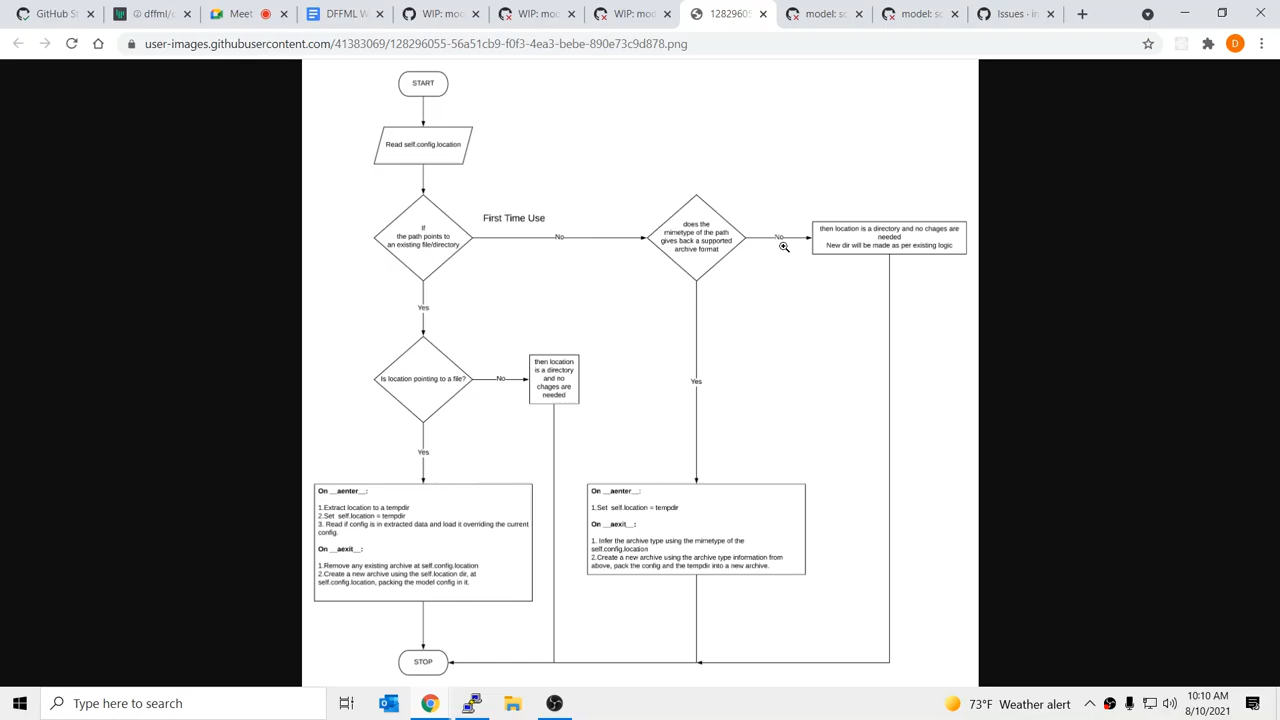 GitHub St
@ dffml/c
Meet
DFFML W
WIP: mod
WIP: mod
1282960
model: sc
model: sc
Issues · in
user-images.githubusercontent.com/41383069/128296055-56a51cb9-f0f3-4ea3-bebe-890e73c9d878.png
D
START
Read self.config.location
If
the path points to
an existing file/directory
First Time Use
No
does the
mimetype of the path
gives back a supported
archive format
No
then location is a directory and no chages are
needed
New dir will be made as per existing logic
Yes
Is location pointing to a file?
No
then location
is a directory
and no
chages are
needed
Yes
Yes
On __aenter__:
1.Extract location to a tempdir
2.Set self.location = tempdir
3. Read if config is in extracted data and load it overriding the current
config.
On __aexit__:
1.Remove any existing archive at self.config.location
2.Create a new archive using the self.location dir, at
self.config.location, packing the model config in it.
On __aenter__:
1.Set self.location = tempdir
On __aexit__:
1. Infer the archive type using the mimetype of the
self.config.location
2.Create a new archive using the archive type information from
above, pack the config and the tempdir into a new archive.
STOP
Type here to search
73°F Weather alert
10:10 AM
8/10/2021